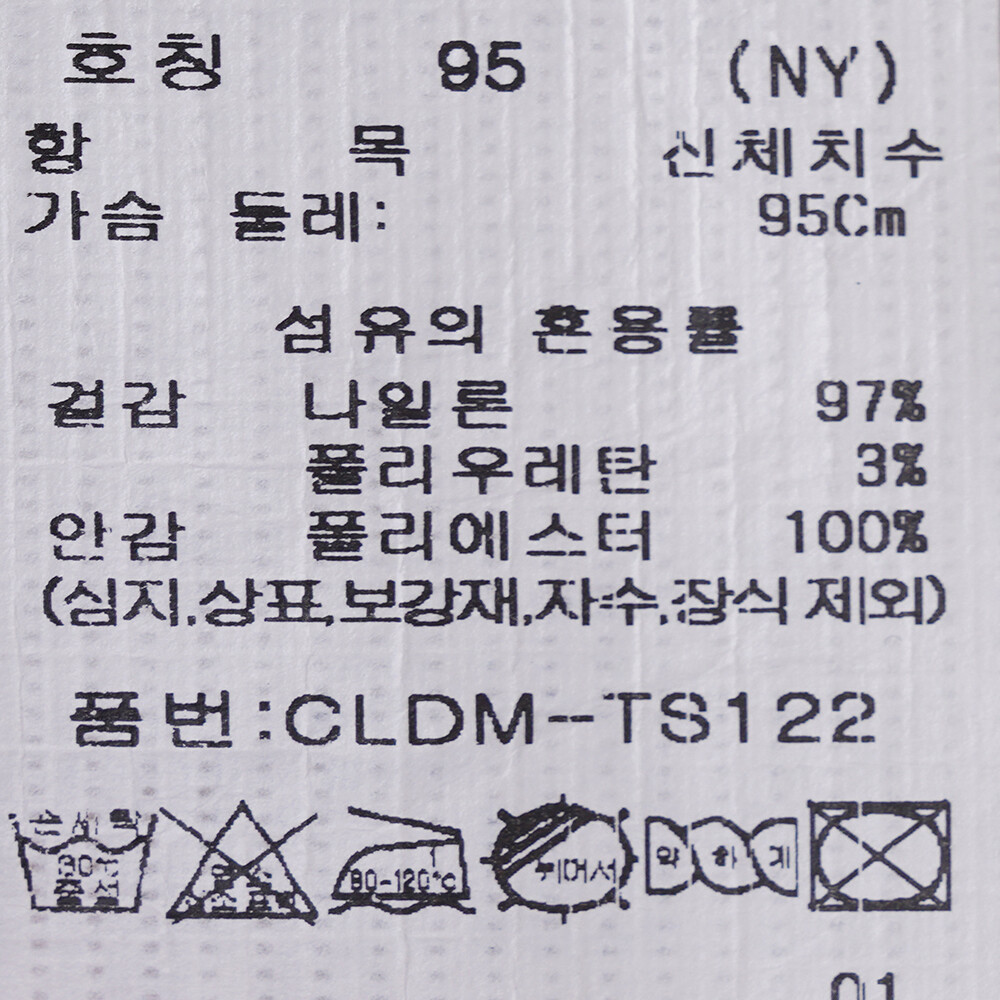 호칭 95 (NY)
항 목 신체치수
가슴 둘레: 95Cm
섬유의 혼용률
겉감 나일론 97%
폴리우레탄 3%
안감 폴리에스터 100%
(심지,상표,보강재,자수,장식 제외)
품번:CLDM-TS122
손세탁 30℃ 중성
80-120℃
뉘어서
약하게
01